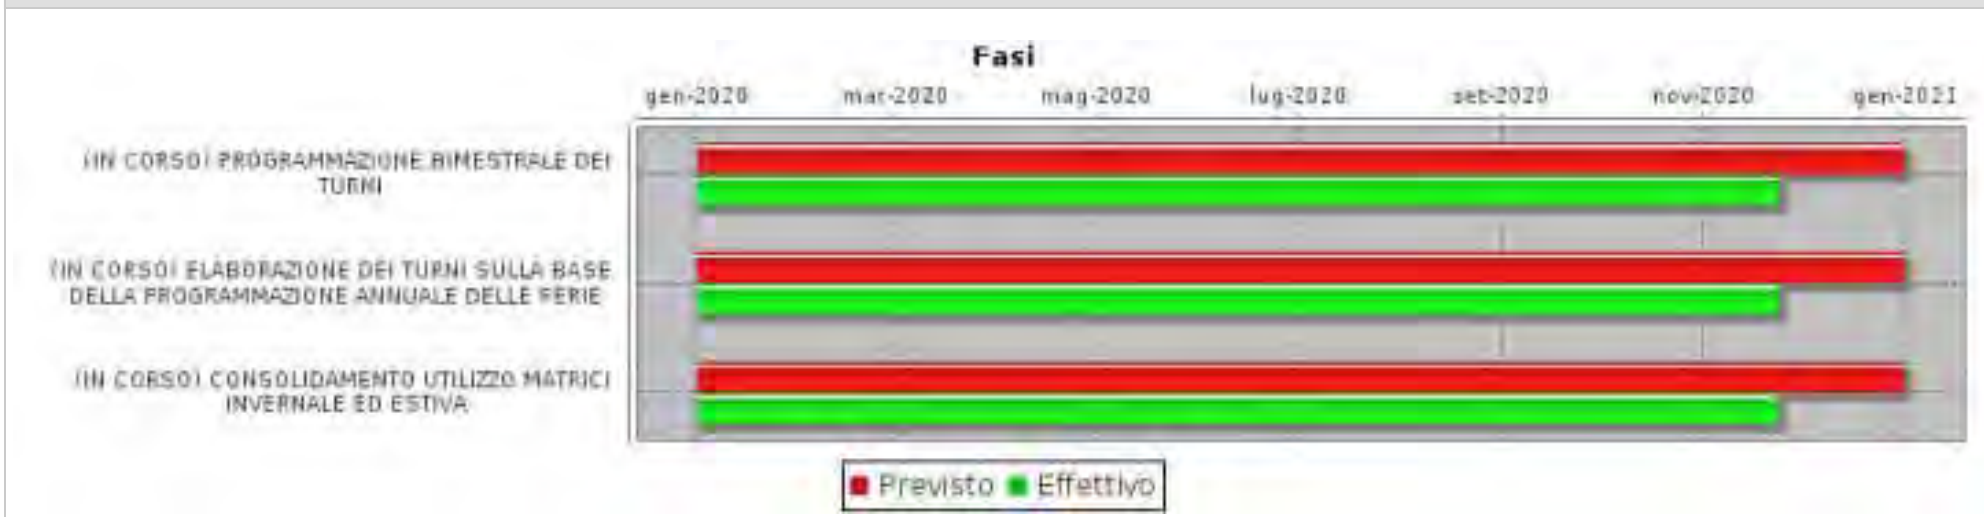 Fasi
gen-2020 mar-2020 mag-2020 lug-2020 set-2020 nov-2020 gen-2021
(IN CORSO) PROGRAMMAZIONE BIMESTRALE DEI
TURNI
(IN CORSO) ELABORAZIONE DEI TURNI SULLA BASE
DELLA PROGRAMMAZIONE ANNUALE DELLE FERIE
(IN CORSO) CONSOLIDAMENTO UTILIZZO MATRICI
INVERNALE ED ESTIVA
Previsto Effettivo